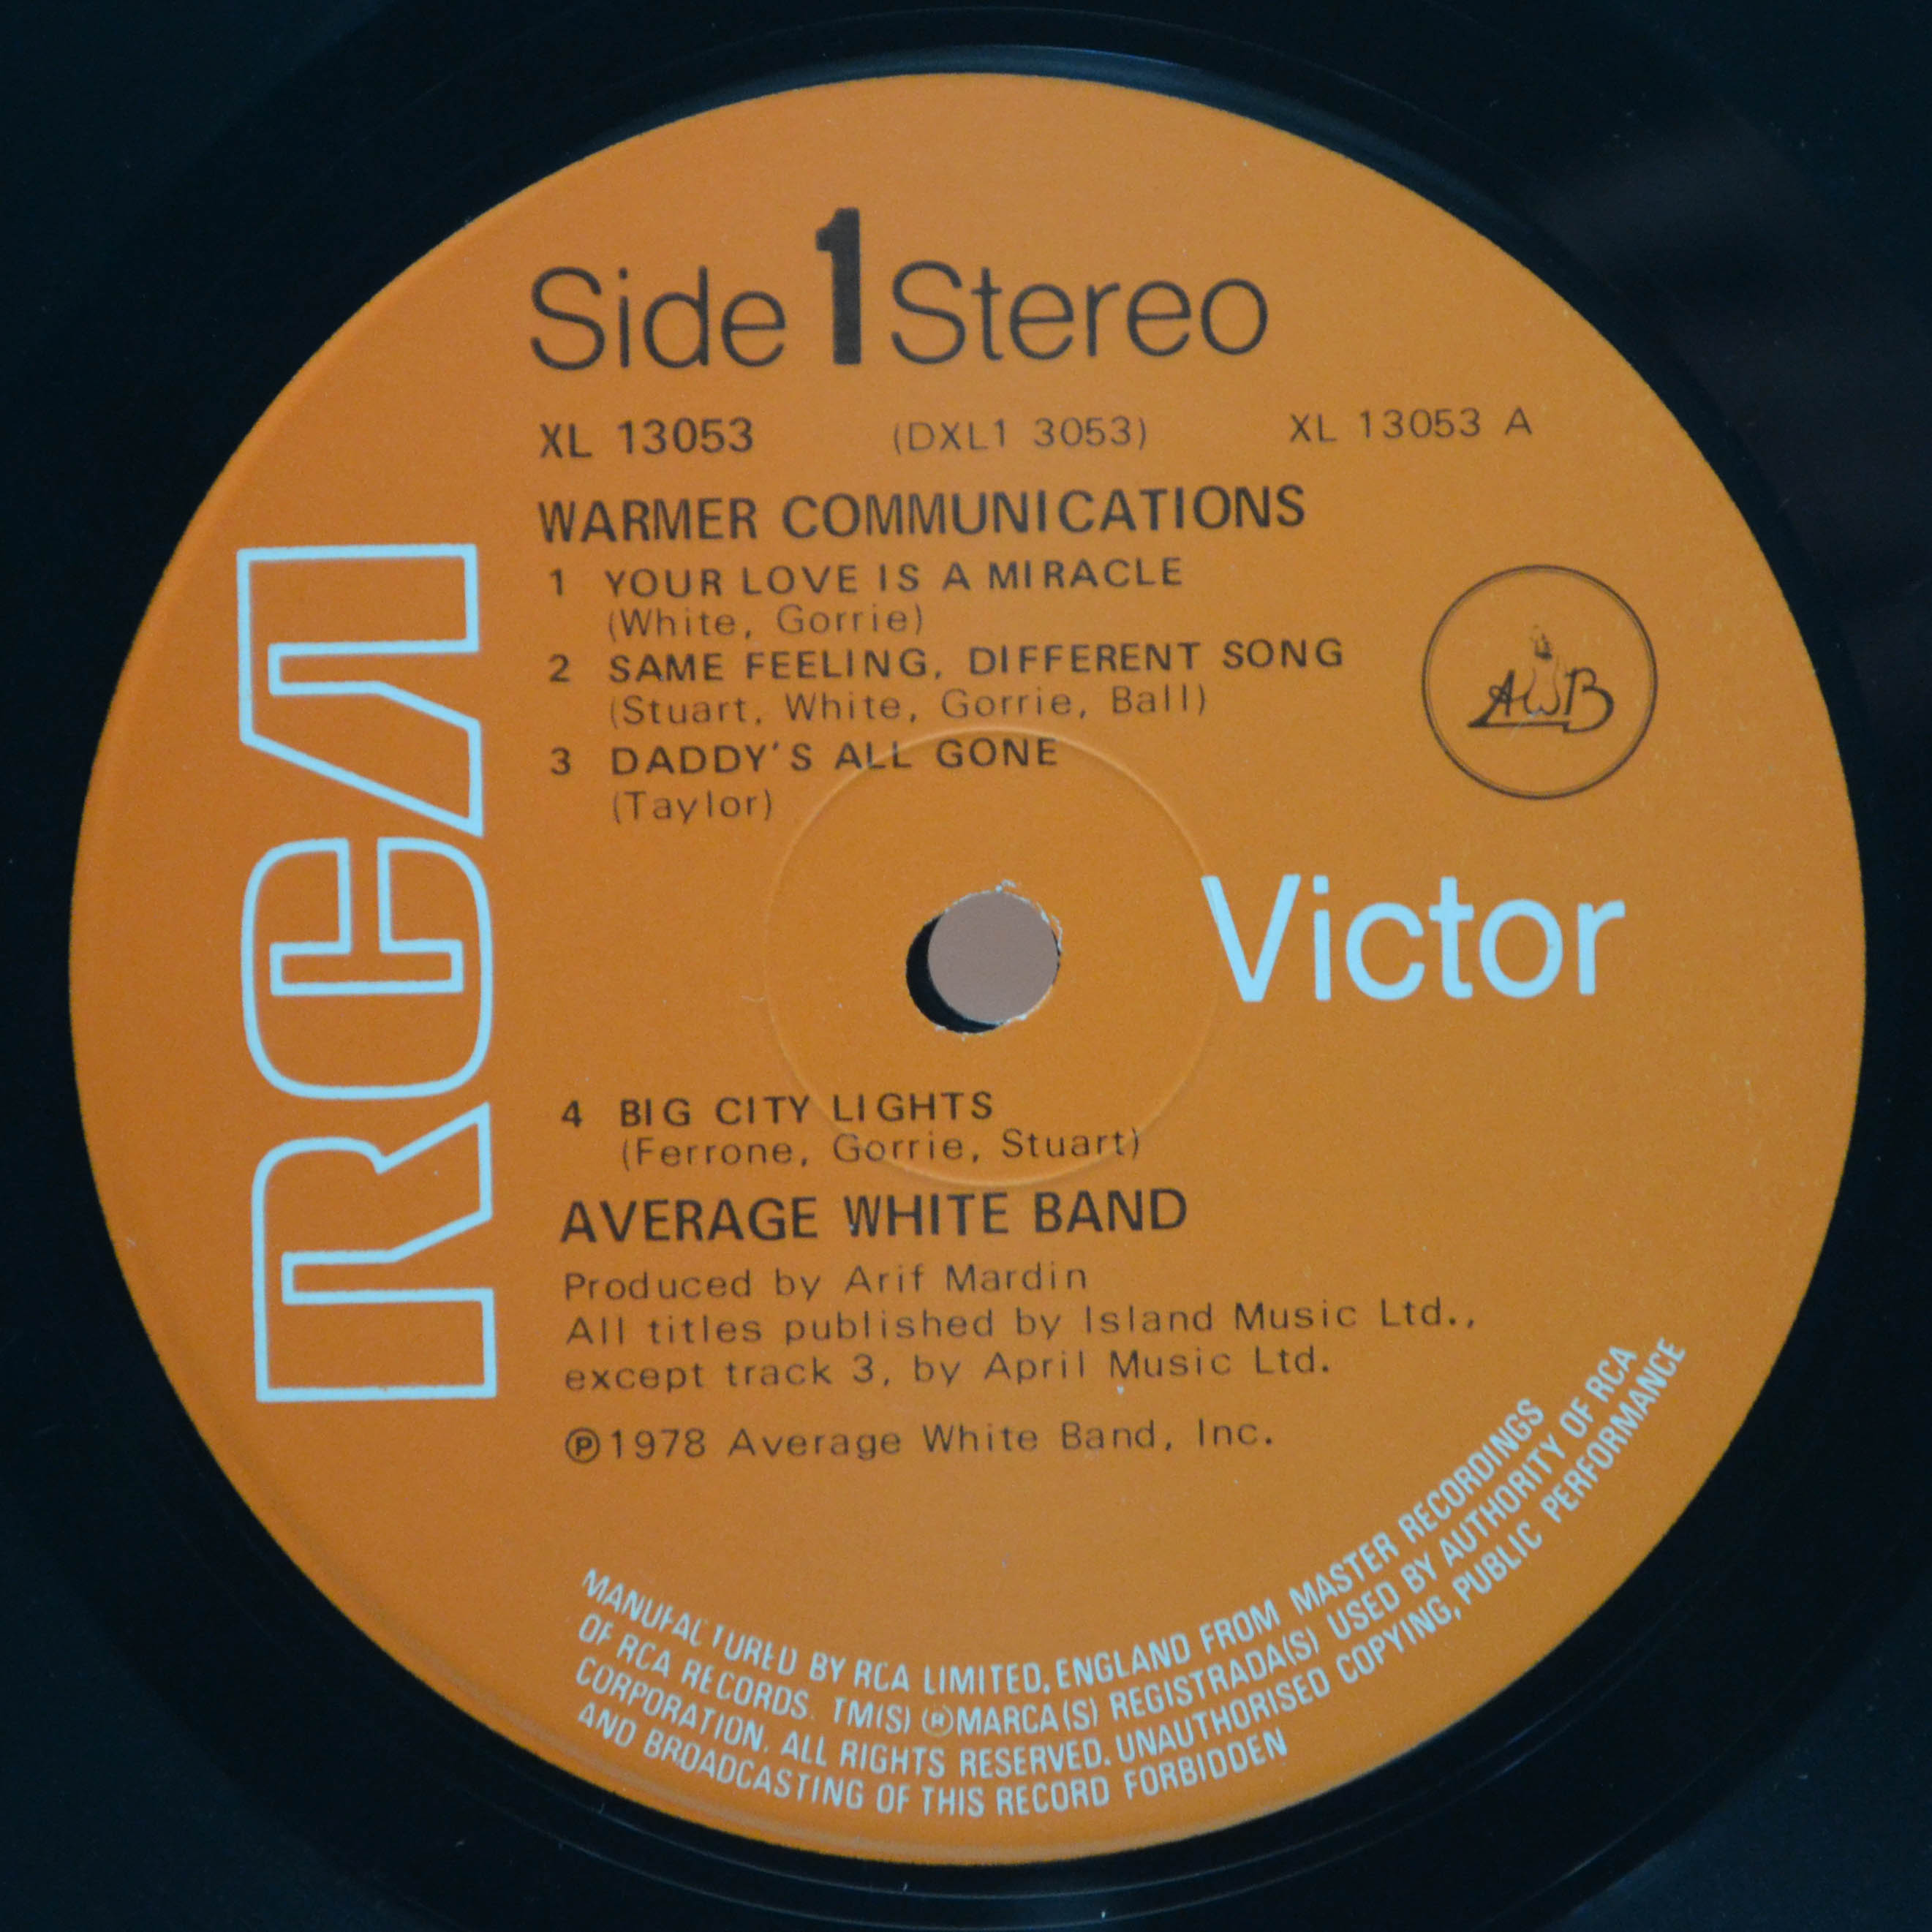 Side 1 Stereo
XL 13053 (DXL1 3053) XL 13053 A
WARMER COMMUNICATIONS
1 YOUR LOVE IS A MIRACLE
(White, Gorrie)
2 SAME FEELING, DIFFERENT SONG
(Stuart, White, Gorrie, Ball)
3 DADDY'S ALL GONE
(Taylor)
AWB
RCA
Victor
4 BIG CITY LIGHTS
(Ferrone, Gorrie, Stuart)
AVERAGE WHITE BAND
Produced by Arif Mardin
All titles published by Island Music Ltd.,
except track 3, by April Music Ltd.
℗1978 Average White Band, Inc.
MANUFACTURED BY RCA LIMITED, ENGLAND FROM MASTER RECORDINGS
OF RCA RECORDS. TM(S) ®MARCA(S) REGISTRADA(S) USED BY AUTHORITY OF RCA
CORPORATION. ALL RIGHTS RESERVED. UNAUTHORISED COPYING, PUBLIC PERFORMANCE
AND BROADCASTING OF THIS RECORD FORBIDDEN